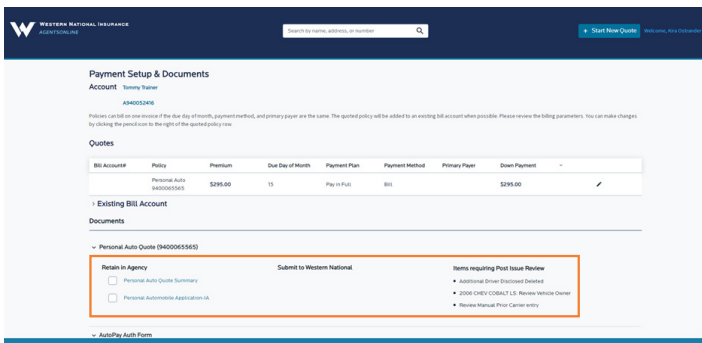 WESTERN NATIONAL INSURANCE
AGENTSONLINE
Search by name, address, or number
+ Start New Quote
Welcome, Kira Ostrander
Payment Setup & Documents
Account Tommy Trainer
A940052416
Policies can bill on one invoice if the due day of month, payment method, and primary payer are the same. The quoted policy will be added to an existing bill account when possible. Please review the billing parameters. You can make changes
by clicking the pencil icon to the right of the quoted policy row.
Quotes
Bill Account# Policy Premium Due Day of Month Payment Plan Payment Method Primary Payer Down Payment
Personal Auto
9400065565 $295.00 15 Pay in Full Bill $295.00
Existing Bill Account
Documents
Personal Auto Quote (9400065565)
Retain in Agency Submit to Western National Items requiring Post Issue Review
Personal Auto Quote Summary
Personal Automobile Application-IA
• Additional Driver Disclosed Deleted
• 2006 CHEV COBALT LS: Review Vehicle Owner
• Review Manual Prior Carrier entry
AutoPay Auth Form